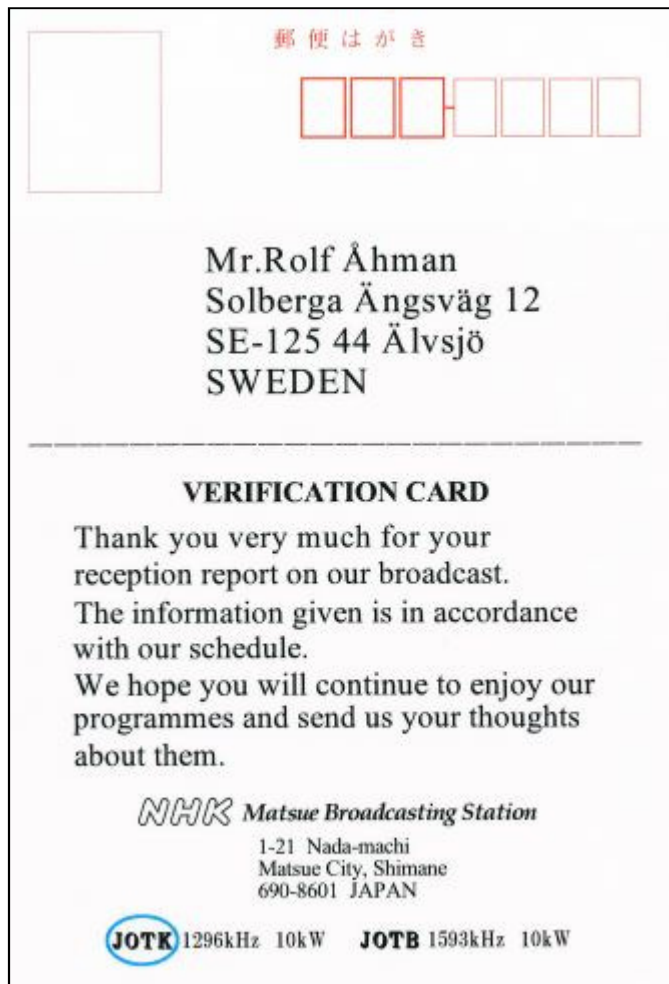 郵便はがき
Mr.Rolf Åhman
Solberga Ängsväg 12
SE-125 44 Älvsjö
SWEDEN
VERIFICATION CARD
Thank you very much for your
reception report on our broadcast.
The information given is in accordance
with our schedule.
We hope you will continue to enjoy our
programmes and send us your thoughts
about them.
NHK Matsue Broadcasting Station
1-21 Nada-machi
Matsue City, Shimane
690-8601 JAPAN
JOTK 1296kHz 10kW JOTB 1593kHz 10kW